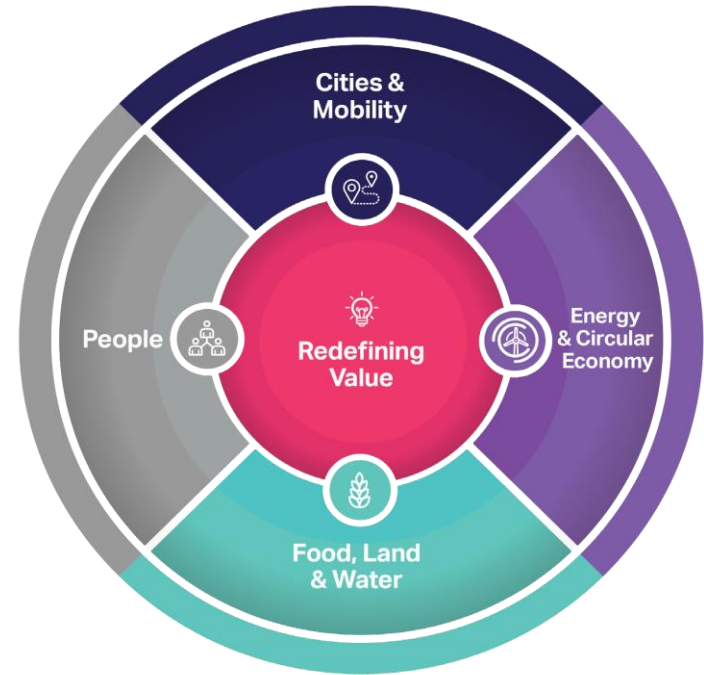 Cities &
Mobility
People
Redefining
Value
Energy
& Circular
Economy
Food, Land
& Water